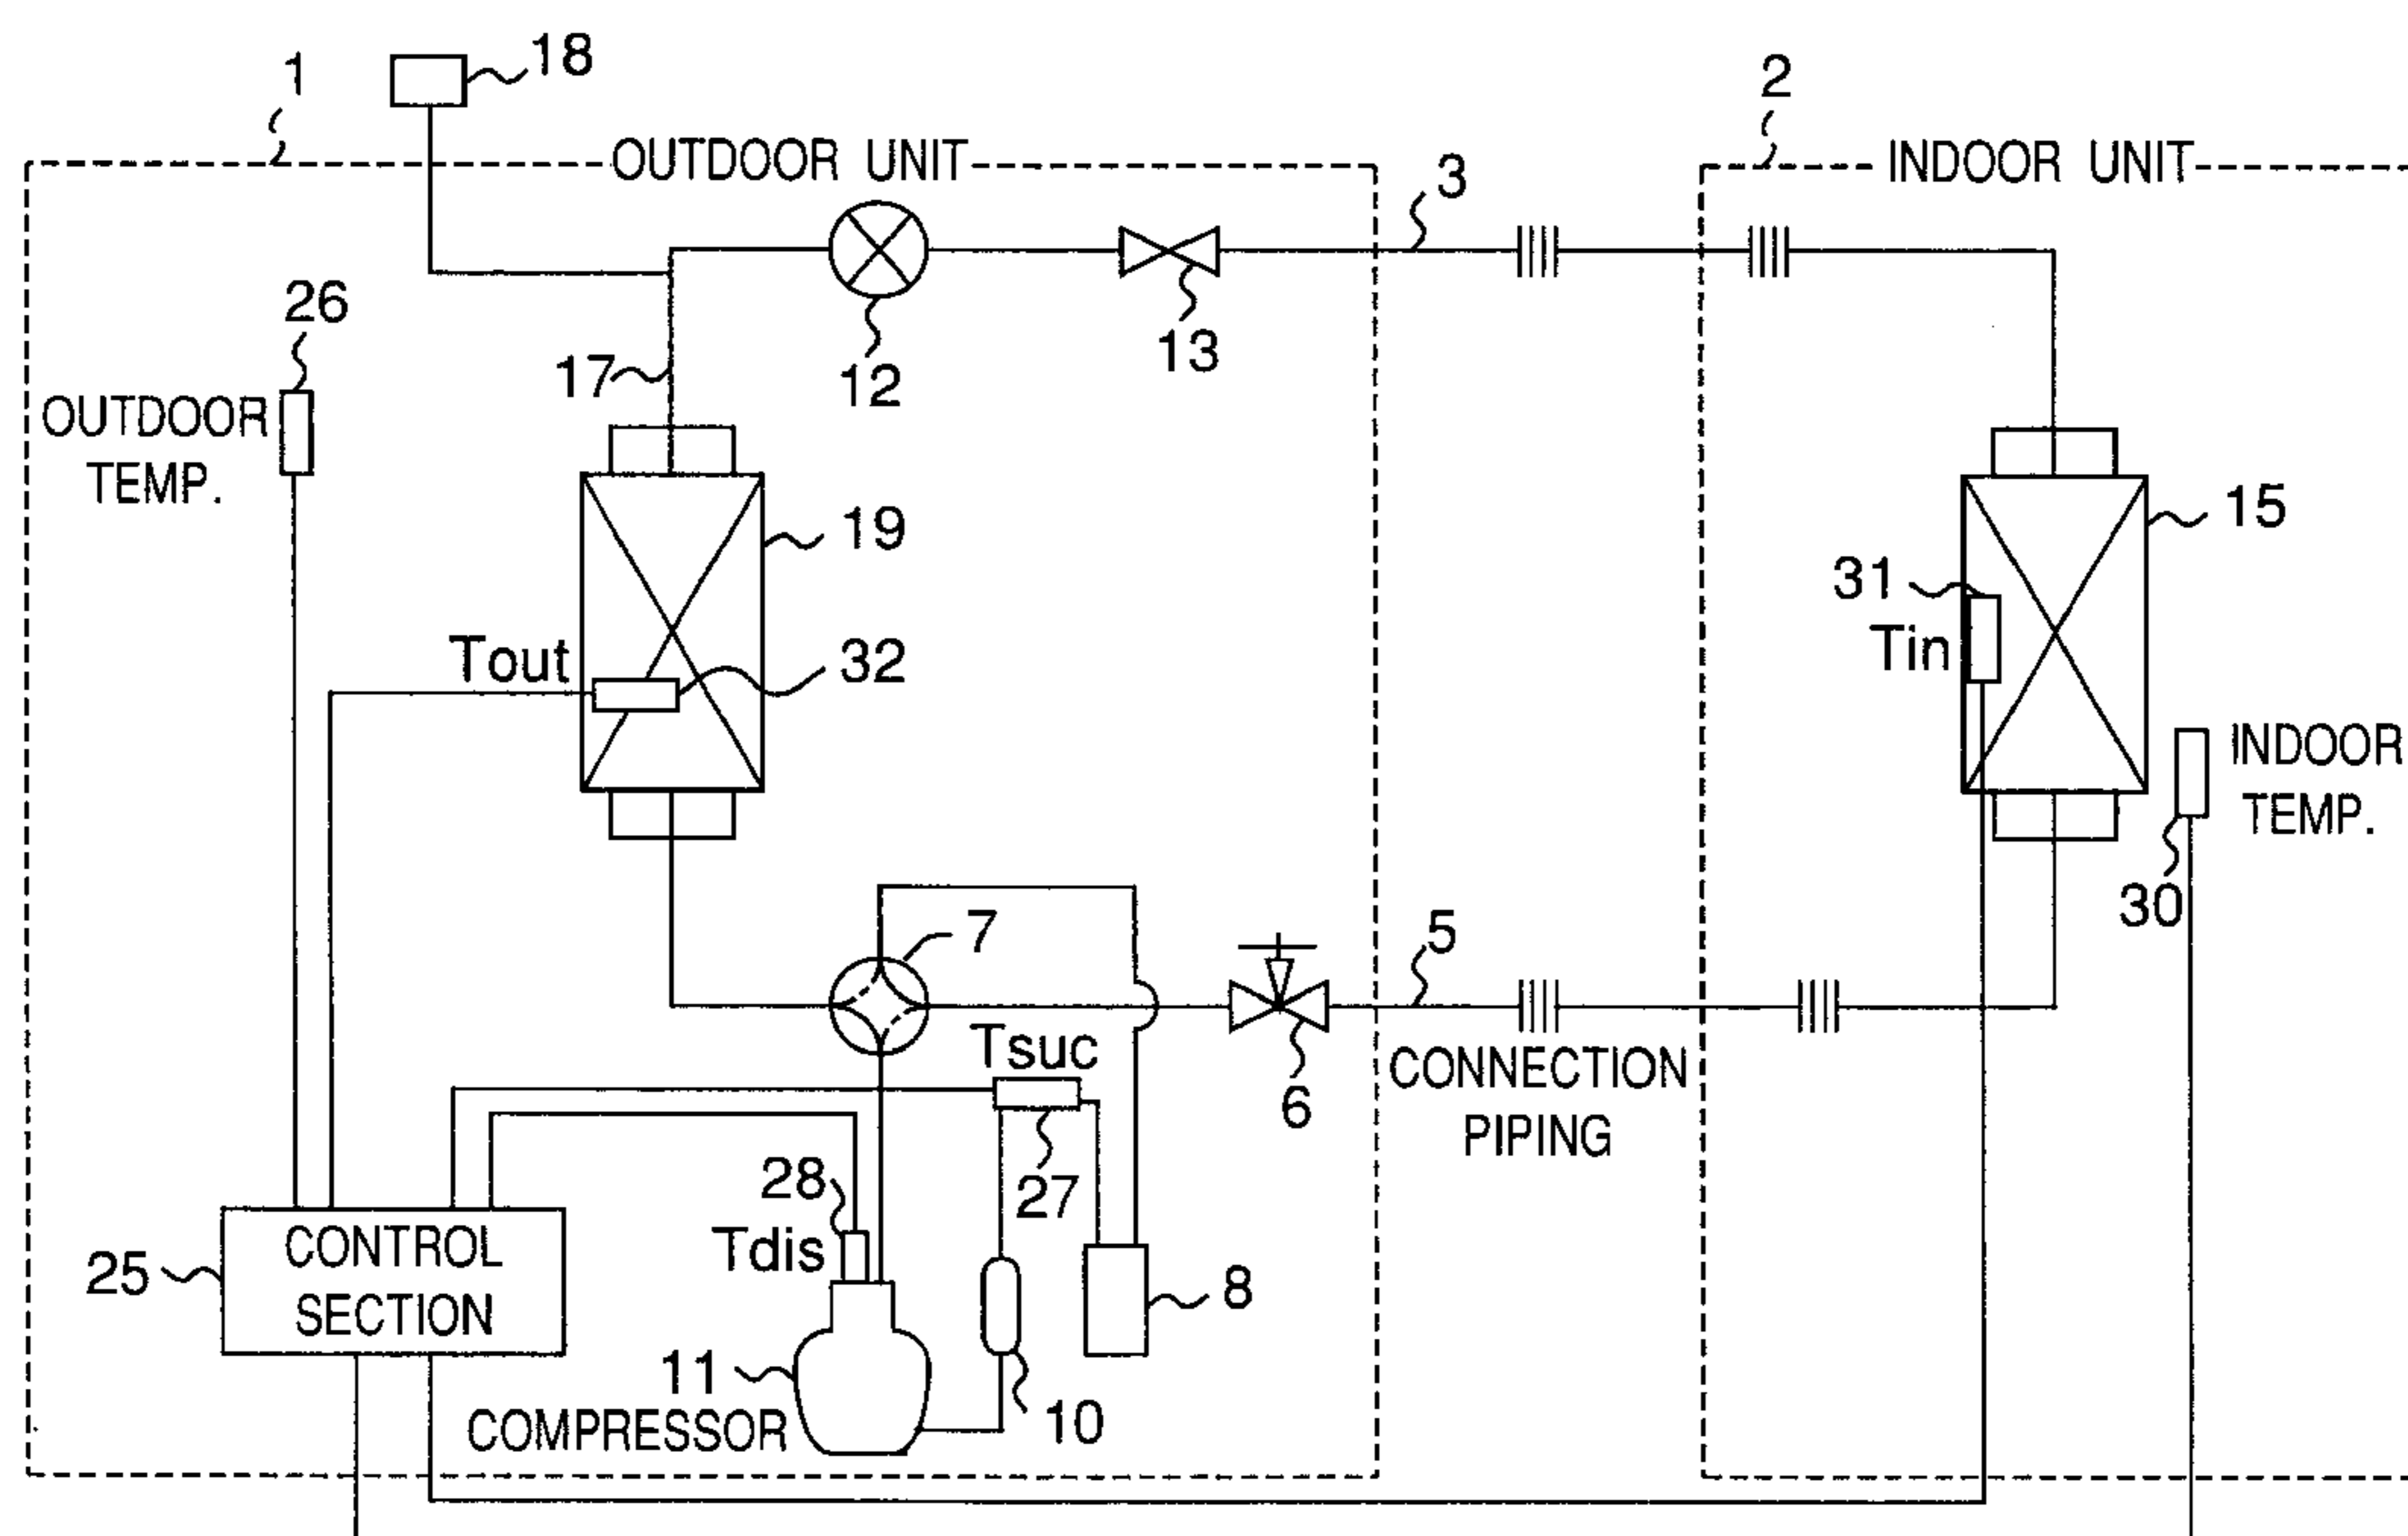 1
18
2
OUTDOOR UNIT
INDOOR UNIT
3
26
17
12
13
OUTDOOR
TEMP.
19
15
31
Tout
32
Tin
INDOOR
TEMP.
30
7
5
Tsuc
CONNECTION
PIPING
6
28
27
Tdis
CONTROL
SECTION
25
8
11
COMPRESSOR
10